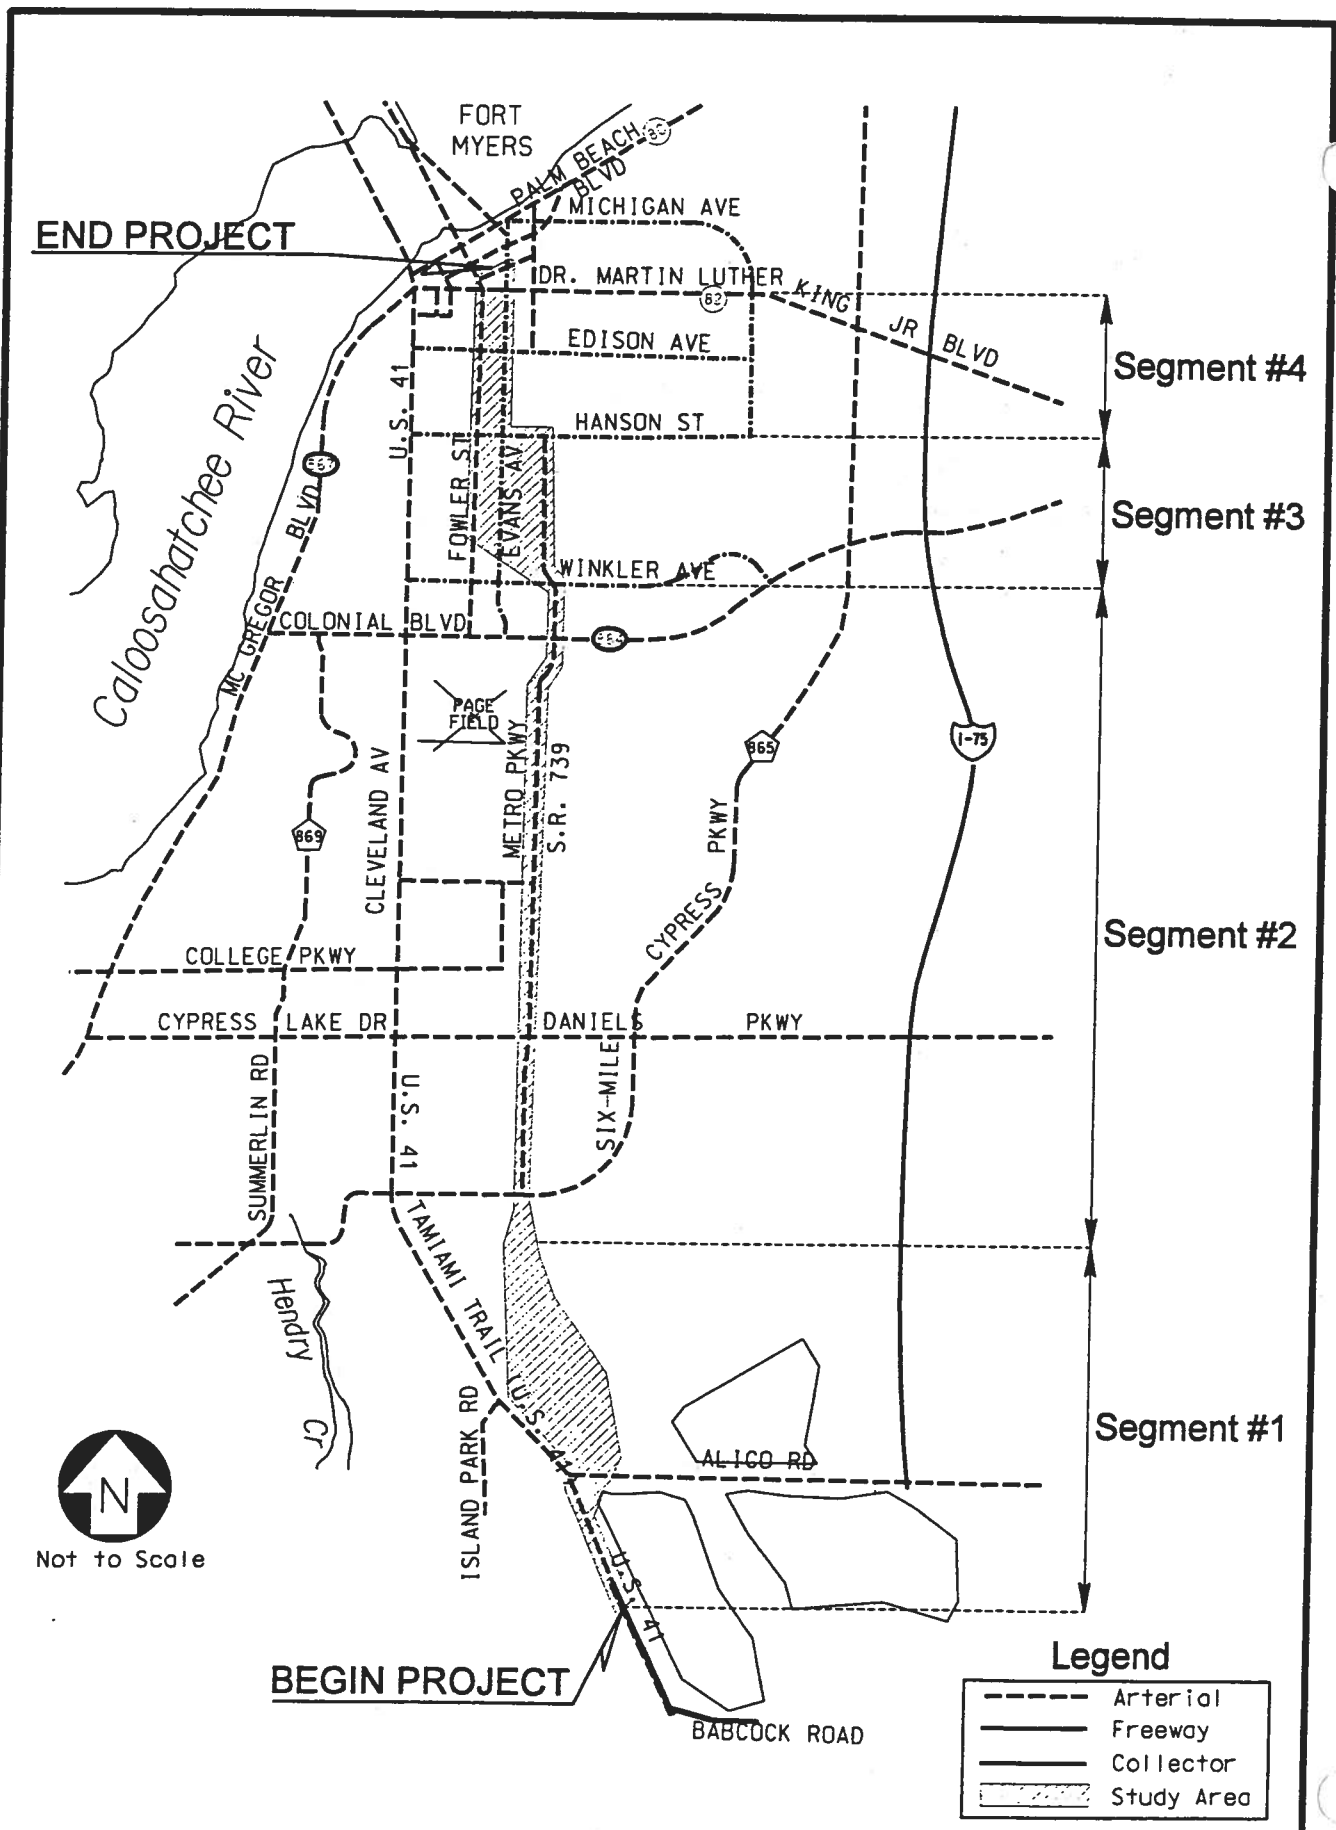 FORT
MYERS
PALM BEACH
BLVD
80
MICHIGAN AVE
END PROJECT
DR. MARTIN LUTHER KING JR BLVD
82
EDISON AVE
Segment #4
U.S. 41
HANSON ST
Caloosahatchee River
867
MC GREGOR BLVD
FOWLER ST
EVANS AV
Segment #3
WINKLER AVE
COLONIAL BLVD
884
PAGE
FIELD
METRO PKWY
S.R. 739
865
I-75
CLEVELAND AV
869
SIX-MILE CYPRESS PKWY
Segment #2
COLLEGE PKWY
CYPRESS LAKE DR
DANIELS PKWY
SUMMERLIN RD
U.S. 41
TAMIAMI TRAIL U.S. 41
Hendry Cr
ISLAND PARK RD
Segment #1
ALICO RD
N
Not to Scale
U.S. 41
BEGIN PROJECT
BABCOCK ROAD
Legend
Arterial
Freeway
Collector
Study Area